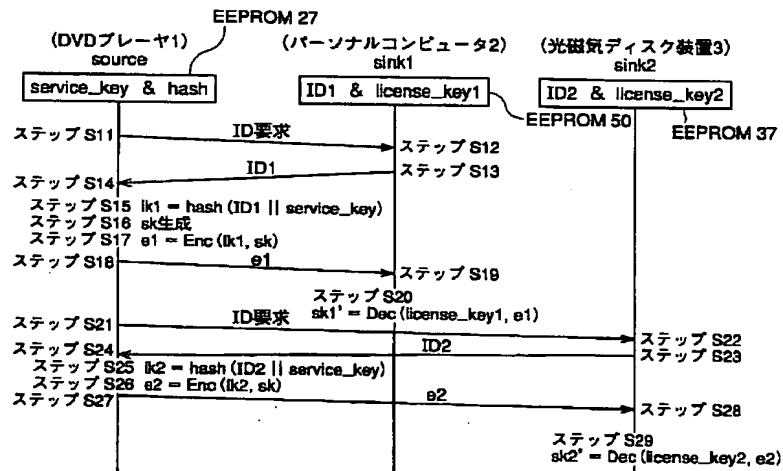 EEPROM 27
(DVDプレーヤ1) (パーソナルコンピュータ2) (光磁気ディスク装置3)
source sink1 sink2
service_key & hash ID1 & license_key1 ID2 & license_key2
EEPROM 50 EEPROM 37
ステップ S11 ID要求 ステップ S12
ステップ S14 ID1 ステップ S13
ステップ S15 lk1 = hash (ID1 || service_key)
ステップ S16 sk生成
ステップ S17 e1 = Enc (lk1, sk)
ステップ S18 e1 ステップ S19
ステップ S20
sk1' = Dec (license_key1, e1)
ステップ S21 ID要求 ステップ S22
ステップ S24 ID2 ステップ S23
ステップ S25 lk2 = hash (ID2 || service_key)
ステップ S26 e2 = Enc (lk2, sk)
ステップ S27 e2 ステップ S28
ステップ S29
sk2' = Dec (license_key2, e2)